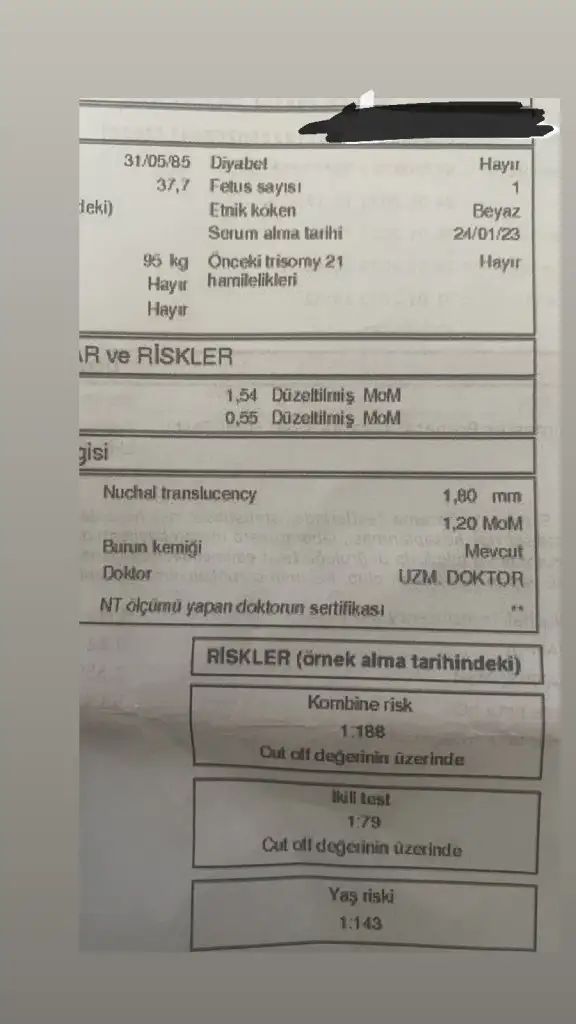 31/05/85 Diyabet Hayır
37,7 Fetus sayısı 1
deki) Etnik köken Beyaz
Serum alma tarihi 24/01/23
95 kg Önceki trisomy 21 Hayır
Hayır hamilelikleri
Hayır
AR ve RİSKLER
1,54 Düzeltilmiş MoM
0,55 Düzeltilmiş MoM
gisi
Nuchal translucency 1,80 mm
1,20 MoM
Burun kemiği Mevcut
Doktor UZM. DOKTOR
NT ölçümü yapan doktorun sertifikası **
RİSKLER (örnek alma tarihindeki)
Kombine risk
1:188
Cut off değerinin üzerinde
İkili test
1:79
Cut off değerinin üzerinde
Yaş riski
1:143